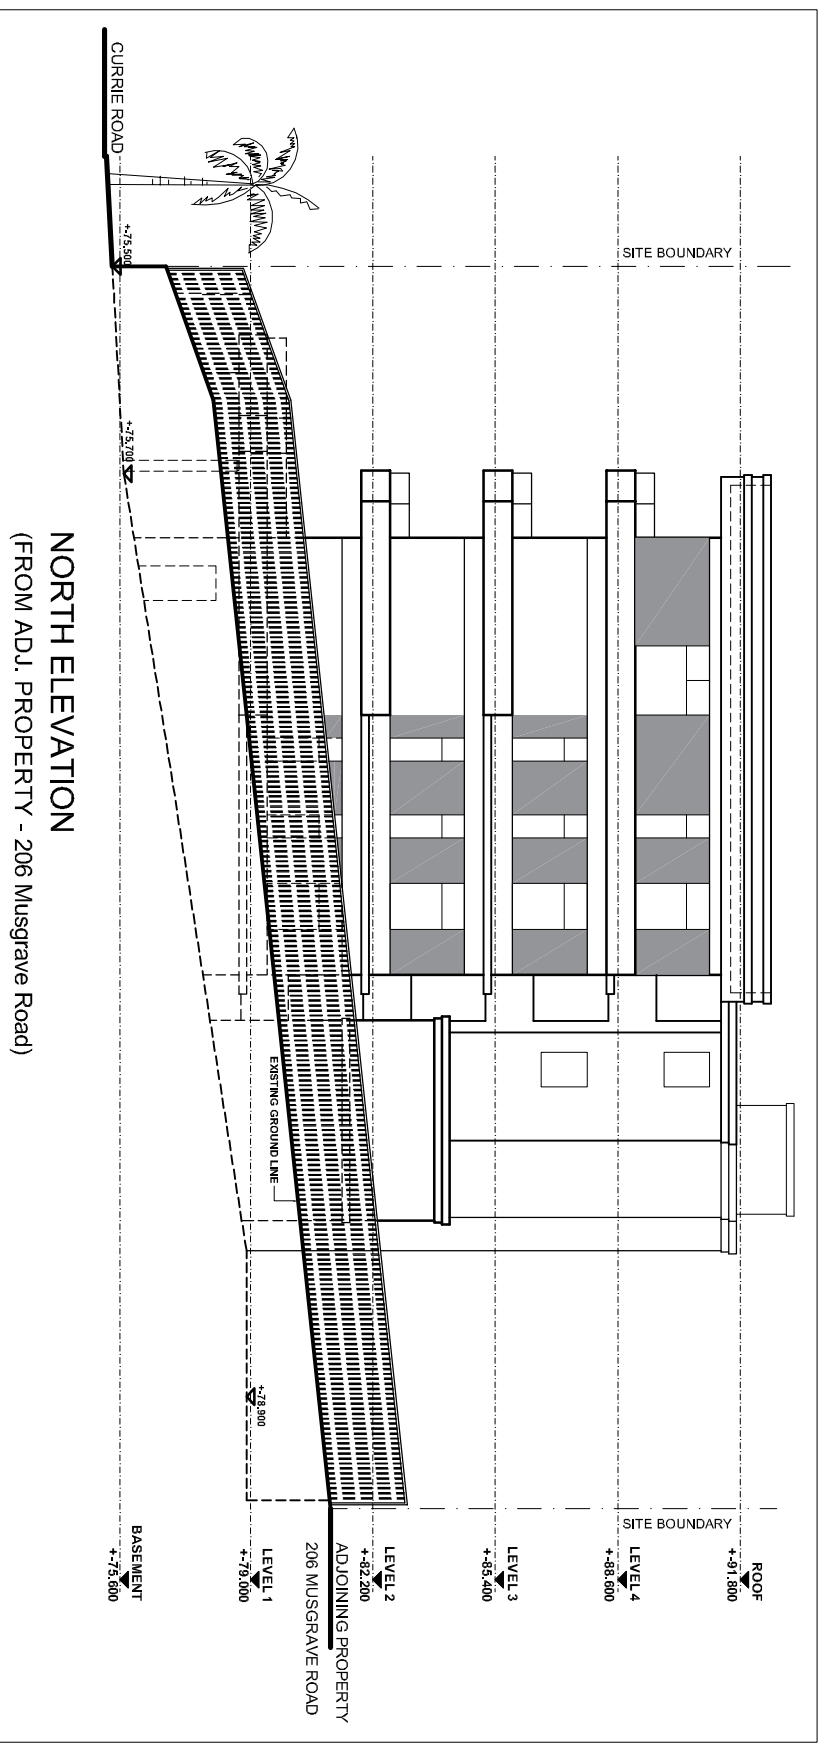 SITE BOUNDARY
SITE BOUNDARY
ROOF
+-91.800
LEVEL 4
+-88.600
LEVEL 3
+-85.400
LEVEL 2
+-82.200
LEVEL 1
+-79.000
BASEMENT
+-75.600
ADJOINING PROPERTY
206 MUSGRAVE ROAD
CURRIE ROAD
+-75.500
+-75.700
+-78.900
EXISTING GROUND LINE
NORTH ELEVATION
(FROM ADJ. PROPERTY - 206 Musgrave Road)